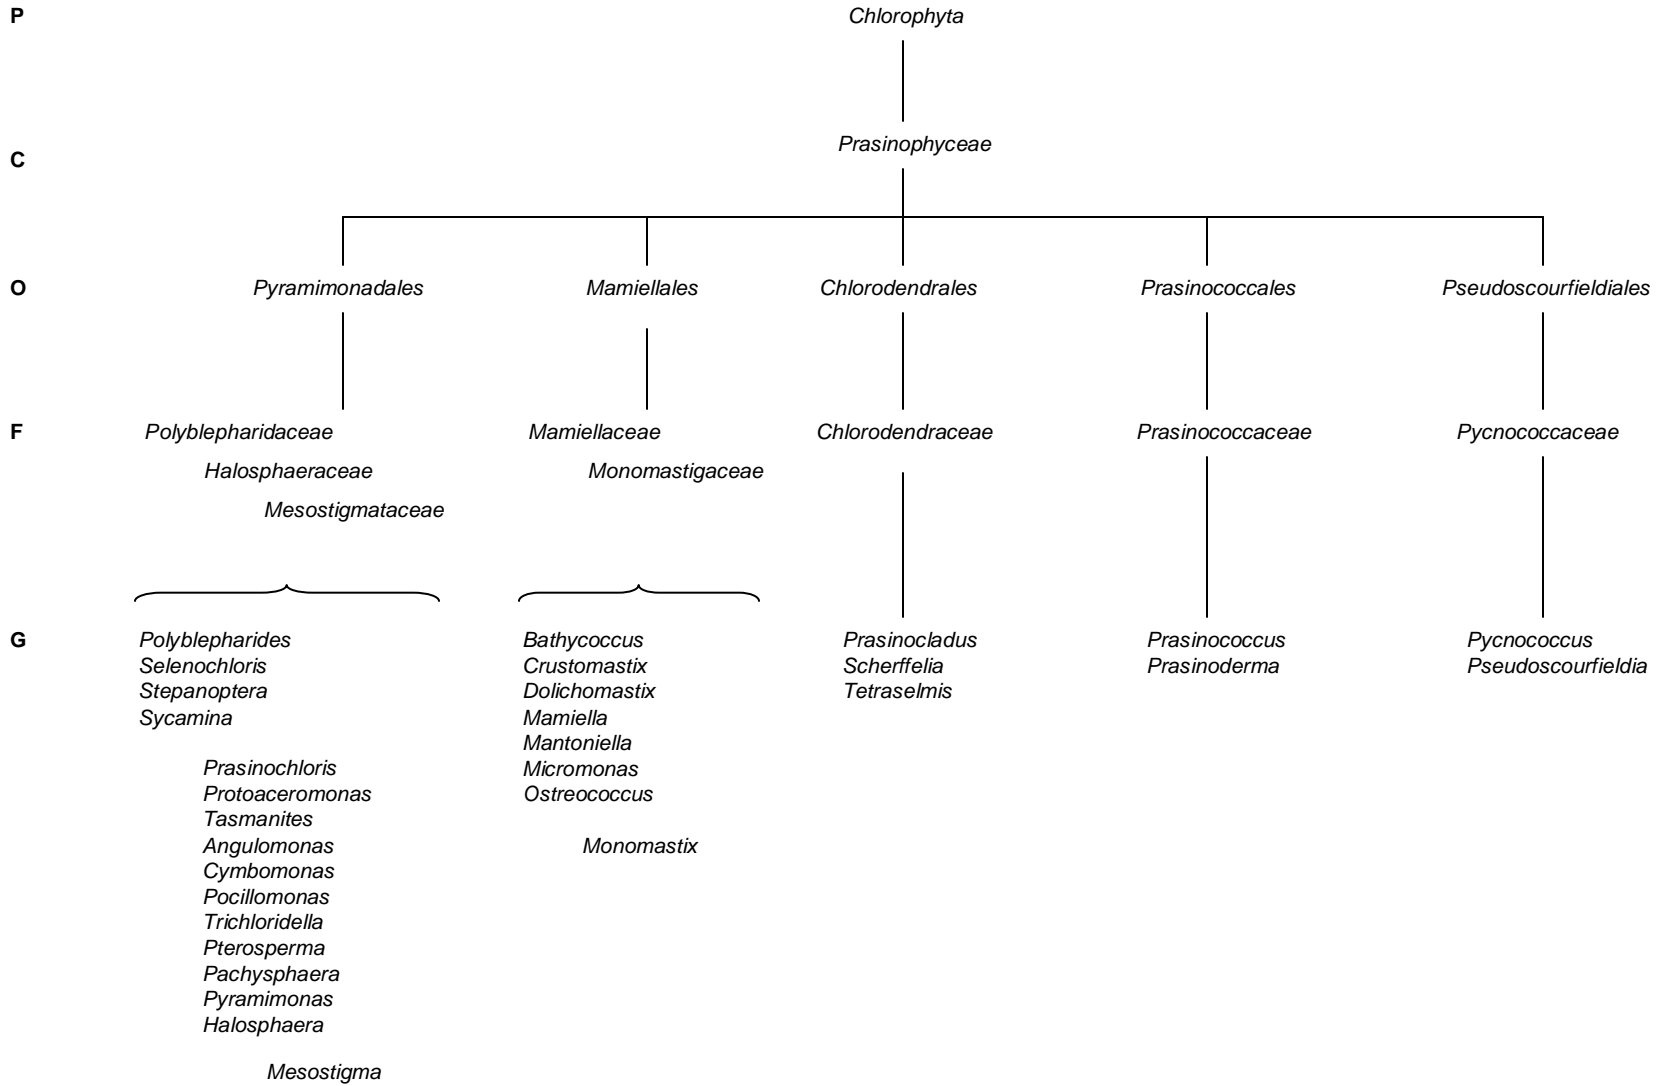 P Chlorophyta
C Prasinophyceae
O Pyramimonadales Mamiellales Chlorodendrales Prasinococcales Pseudoscourfieldiales
F Polyblepharidaceae Mamiellaceae Chlorodendraceae Prasinococcaceae Pycnococcaceae
Halosphaeraceae Monomastigaceae
Mesostigmataceae
G Polyblepharides Bathycoccus Prasinocladus Prasinococcus Pycnococcus
Selenochloris Crustomastix Scherffelia Prasinoderma Pseudoscourfieldia
Stepanoptera Dolichomastix Tetraselmis
Sycamina Mamiella
Mantoniella
Prasinochloris Micromonas
Protoaceromonas Ostreococcus
Tasmanites
Angulomonas Monomastix
Cymbomonas
Pocillomonas
Trichloridella
Pterosperma
Pachysphaera
Pyramimonas
Halosphaera
Mesostigma